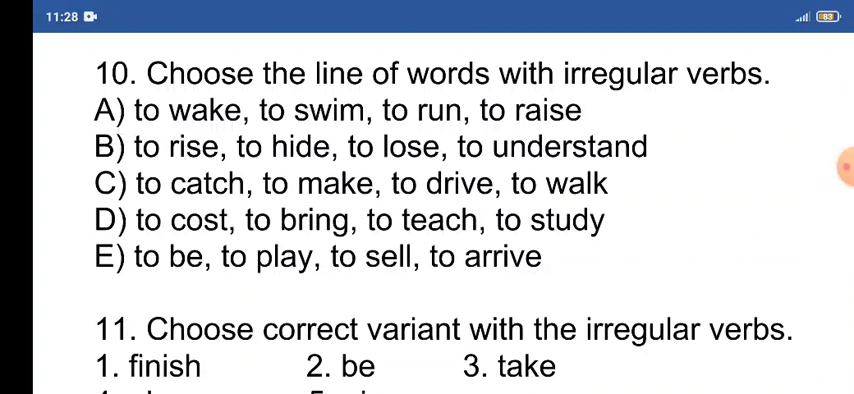 11:28
83
10. Choose the line of words with irregular verbs.
A) to wake, to swim, to run, to raise
B) to rise, to hide, to lose, to understand
C) to catch, to make, to drive, to walk
D) to cost, to bring, to teach, to study
E) to be, to play, to sell, to arrive
11. Choose correct variant with the irregular verbs.
1. finish 2. be 3. take